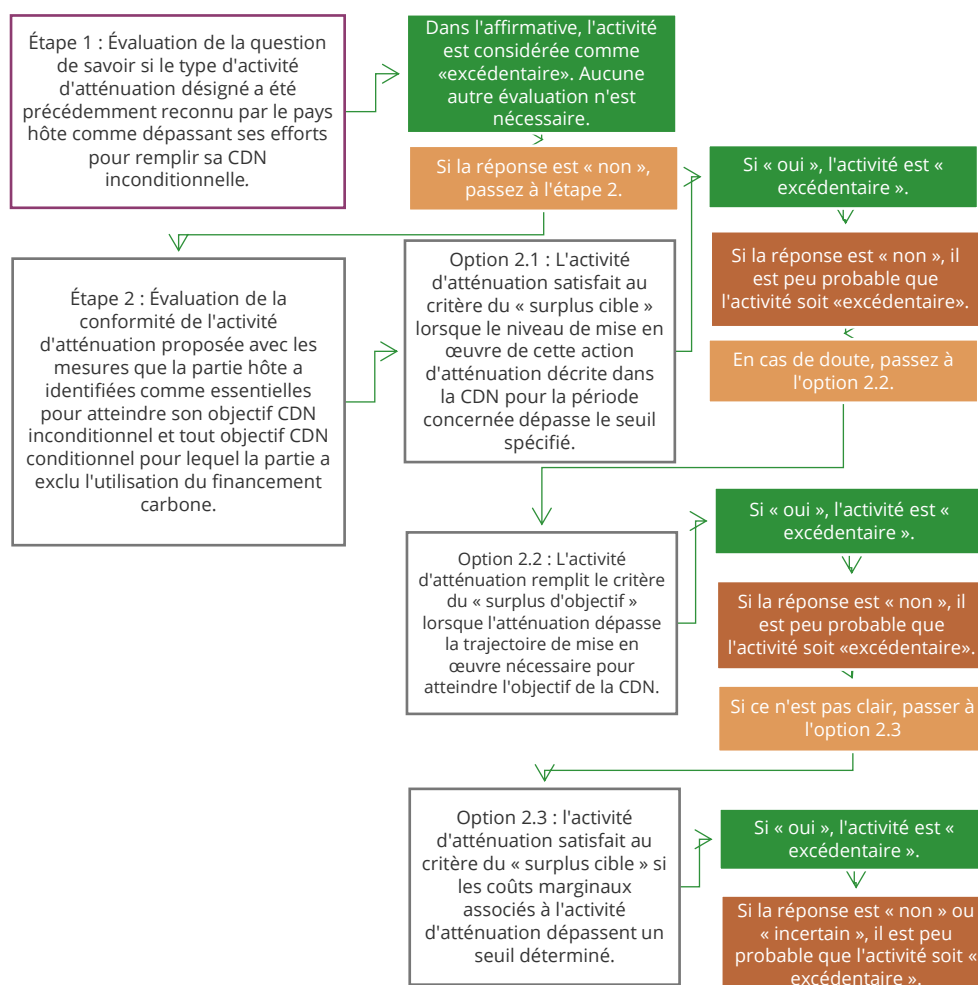 Étape 1 : Évaluation de la question
de savoir si le type d'activité
d'atténuation désigné a été
précédemment reconnu par le pays
hôte comme dépassant ses efforts
pour remplir sa CDN
inconditionnelle.
Dans l'affirmative, l'activité
est considérée comme
«excédentaire». Aucune
autre évaluation n'est
nécessaire.
Si la réponse est « non »,
passez à l'étape 2.
Étape 2 : Évaluation de la
conformité de l'activité
d'atténuation proposée avec les
mesures que la partie hôte a
identifiées comme essentielles
pour atteindre son objectif CDN
inconditionnel et tout objectif CDN
conditionnel pour lequel la partie a
exclu l'utilisation du financement
carbone.
Option 2.1 : L'activité
d'atténuation satisfait au
critère du « surplus cible »
lorsque le niveau de mise en
œuvre de cette action
d'atténuation décrite dans
la CDN pour la période
concernée dépasse le seuil
spécifié.
Si « oui », l'activité est «
excédentaire ».
Si la réponse est « non », il
est peu probable que
l'activité soit «excédentaire».
En cas de doute, passez à
l'option 2.2.
Option 2.2 : L'activité
d'atténuation remplit le critère
du « surplus d'objectif »
lorsque l'atténuation dépasse
la trajectoire de mise en
œuvre nécessaire pour
atteindre l'objectif de la CDN.
Si « oui », l'activité est «
excédentaire ».
Si la réponse est « non », il
est peu probable que
l'activité soit «excédentaire».
Si ce n'est pas clair, passer à
l'option 2.3
Option 2.3 : l'activité
d'atténuation satisfait au
critère du « surplus cible » si
les coûts marginaux
associés à l'activité
d'atténuation dépassent un
seuil déterminé.
Si « oui », l'activité est «
excédentaire ».
Si la réponse est « non » ou
« incertain », il est peu
probable que l'activité soit «
excédentaire ».